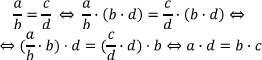 a/b = c/d ⇔ a/b · (b · d) = c/d · (b · d) ⇔
⇔ (a/b · b) · d = (c/d · d) · b ⇔ a · d = b · c